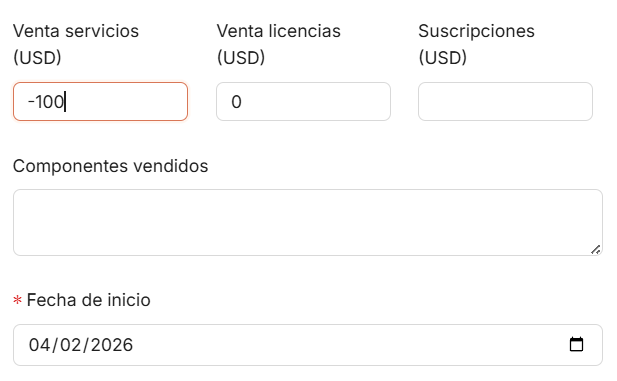 Venta servicios
(USD)
Venta licencias
(USD)
Suscripciones
(USD)
-100
0
Componentes vendidos
* Fecha de inicio
04/02/2026